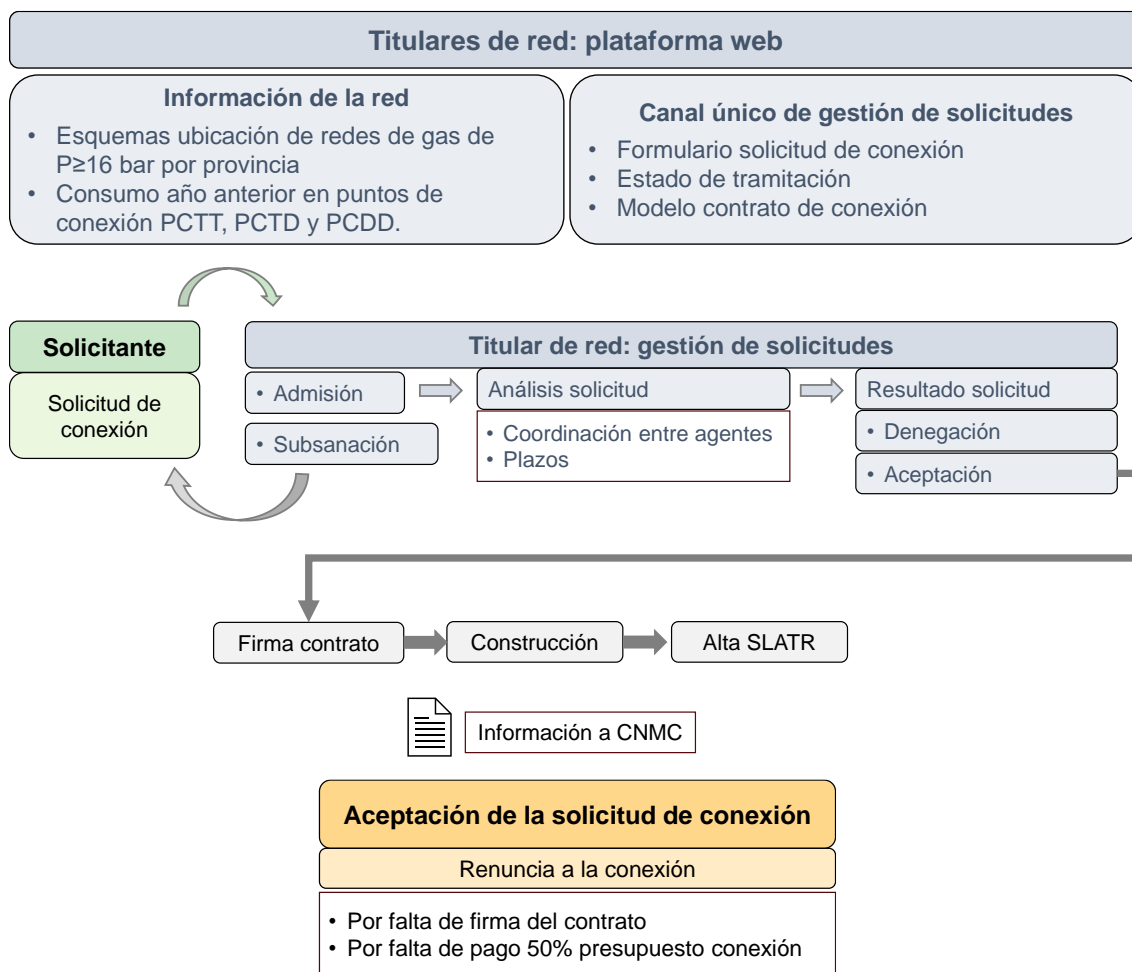 Titulares de red: plataforma web
Información de la red
• Esquemas ubicación de redes de gas de
P≥16 bar por provincia
• Consumo año anterior en puntos de
conexión PCTT, PCTD y PCDD.
Canal único de gestión de solicitudes
• Formulario solicitud de conexión
• Estado de tramitación
• Modelo contrato de conexión
Solicitante
Solicitud de
conexión
Titular de red: gestión de solicitudes
• Admisión
• Subsanación
Análisis solicitud
• Coordinación entre agentes
• Plazos
Resultado solicitud
• Denegación
• Aceptación
Firma contrato
Construcción
Alta SLATR
Información a CNMC
Aceptación de la solicitud de conexión
Renuncia a la conexión
• Por falta de firma del contrato
• Por falta de pago 50% presupuesto conexión